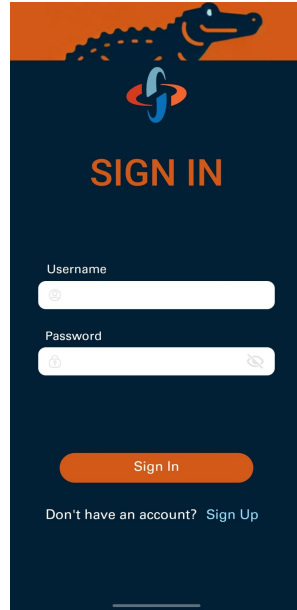 SIGN IN
Username
Password
Sign In
Don't have an account? Sign Up